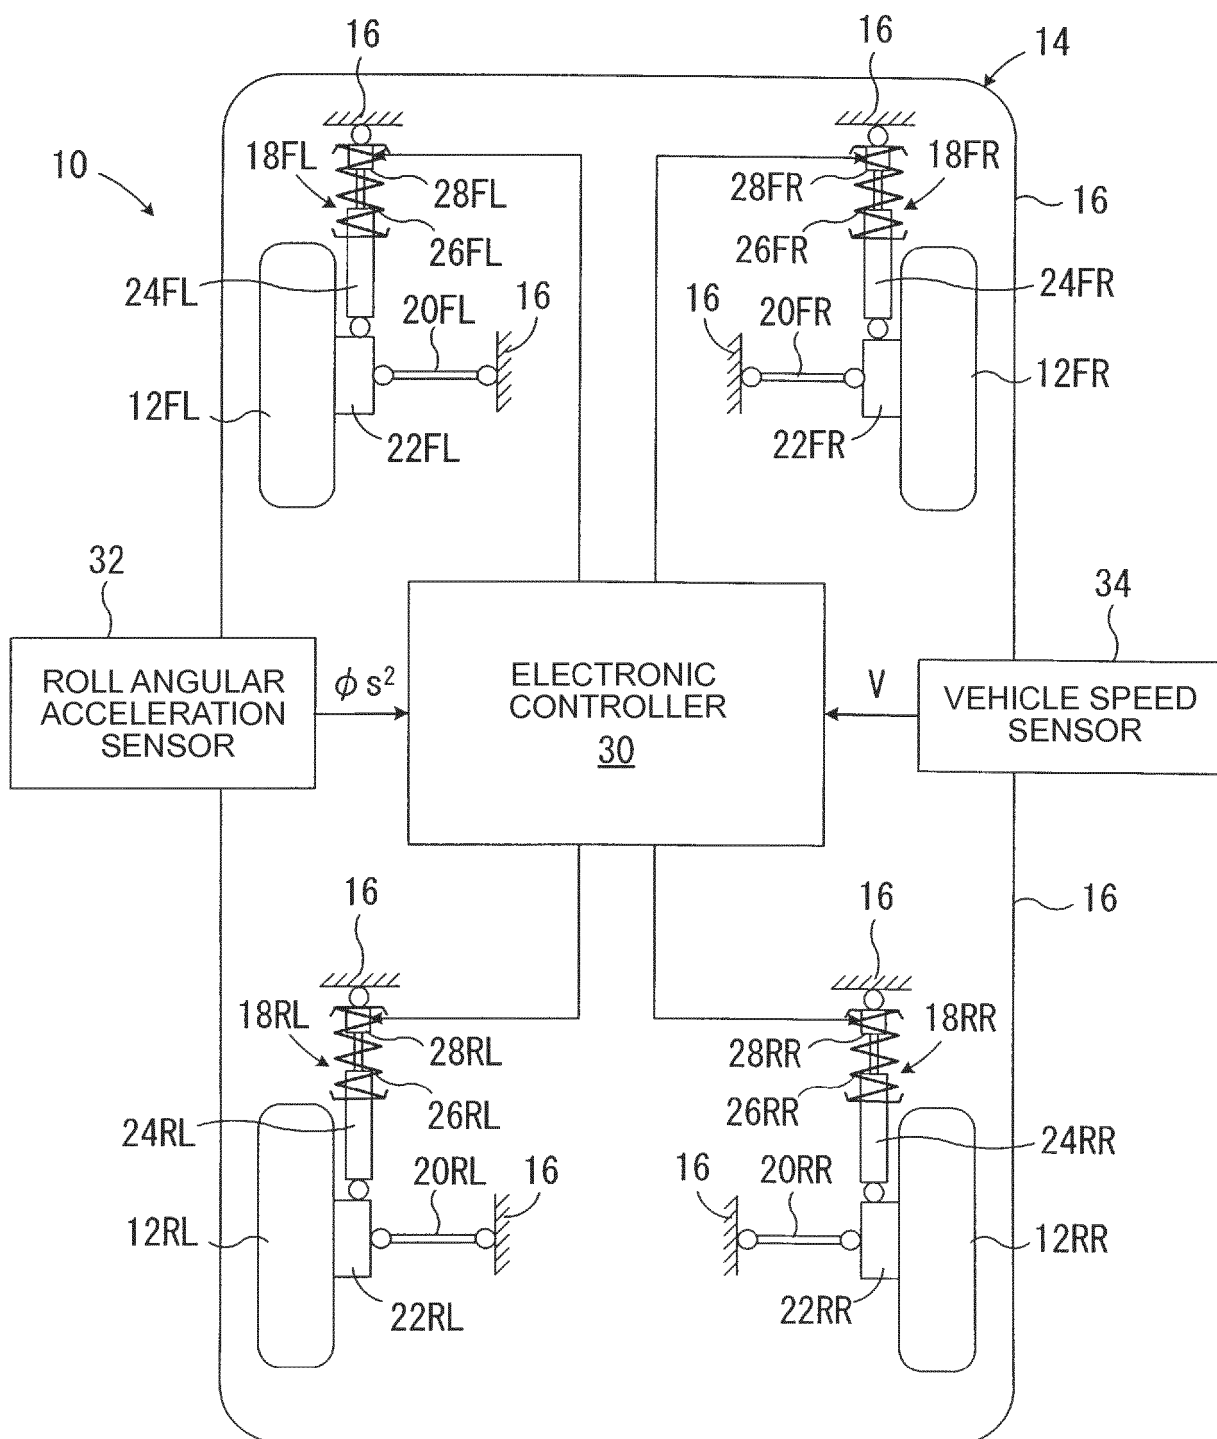 16
16
14
10
18FL
28FL
28FR
18FR
16
26FL
26FR
24FL
20FL
16
16
20FR
24FR
12FL
12FR
22FL
22FR
32
34
ROLL ANGULAR
ACCELERATION
SENSOR
ϕ s²
ELECTRONIC
CONTROLLER
30
V
VEHICLE SPEED
SENSOR
16
16
16
18RL
28RL
28RR
18RR
26RL
26RR
24RL
20RL
16
16
20RR
24RR
12RL
12RR
22RL
22RR